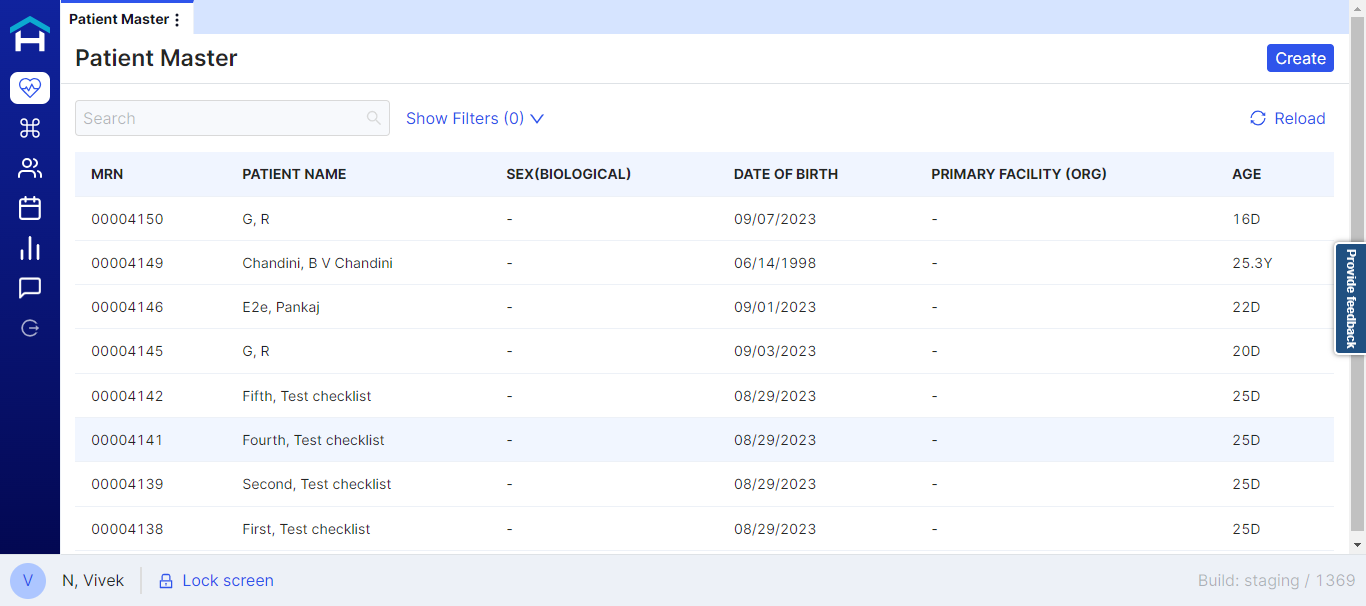 Patient Master
Patient Master
Create
Search
Show Filters (0)
Reload
MRN PATIENT NAME SEX(BIOLOGICAL) DATE OF BIRTH PRIMARY FACILITY (ORG) AGE
00004150 G, R - 09/07/2023 - 16D
00004149 Chandini, B V Chandini - 06/14/1998 - 25.3Y
00004146 E2e, Pankaj - 09/01/2023 - 22D
00004145 G, R - 09/03/2023 - 20D
00004142 Fifth, Test checklist - 08/29/2023 - 25D
00004141 Fourth, Test checklist - 08/29/2023 - 25D
00004139 Second, Test checklist - 08/29/2023 - 25D
00004138 First, Test checklist - 08/29/2023 - 25D
Provide feedback
V N, Vivek Lock screen Build: staging / 1369